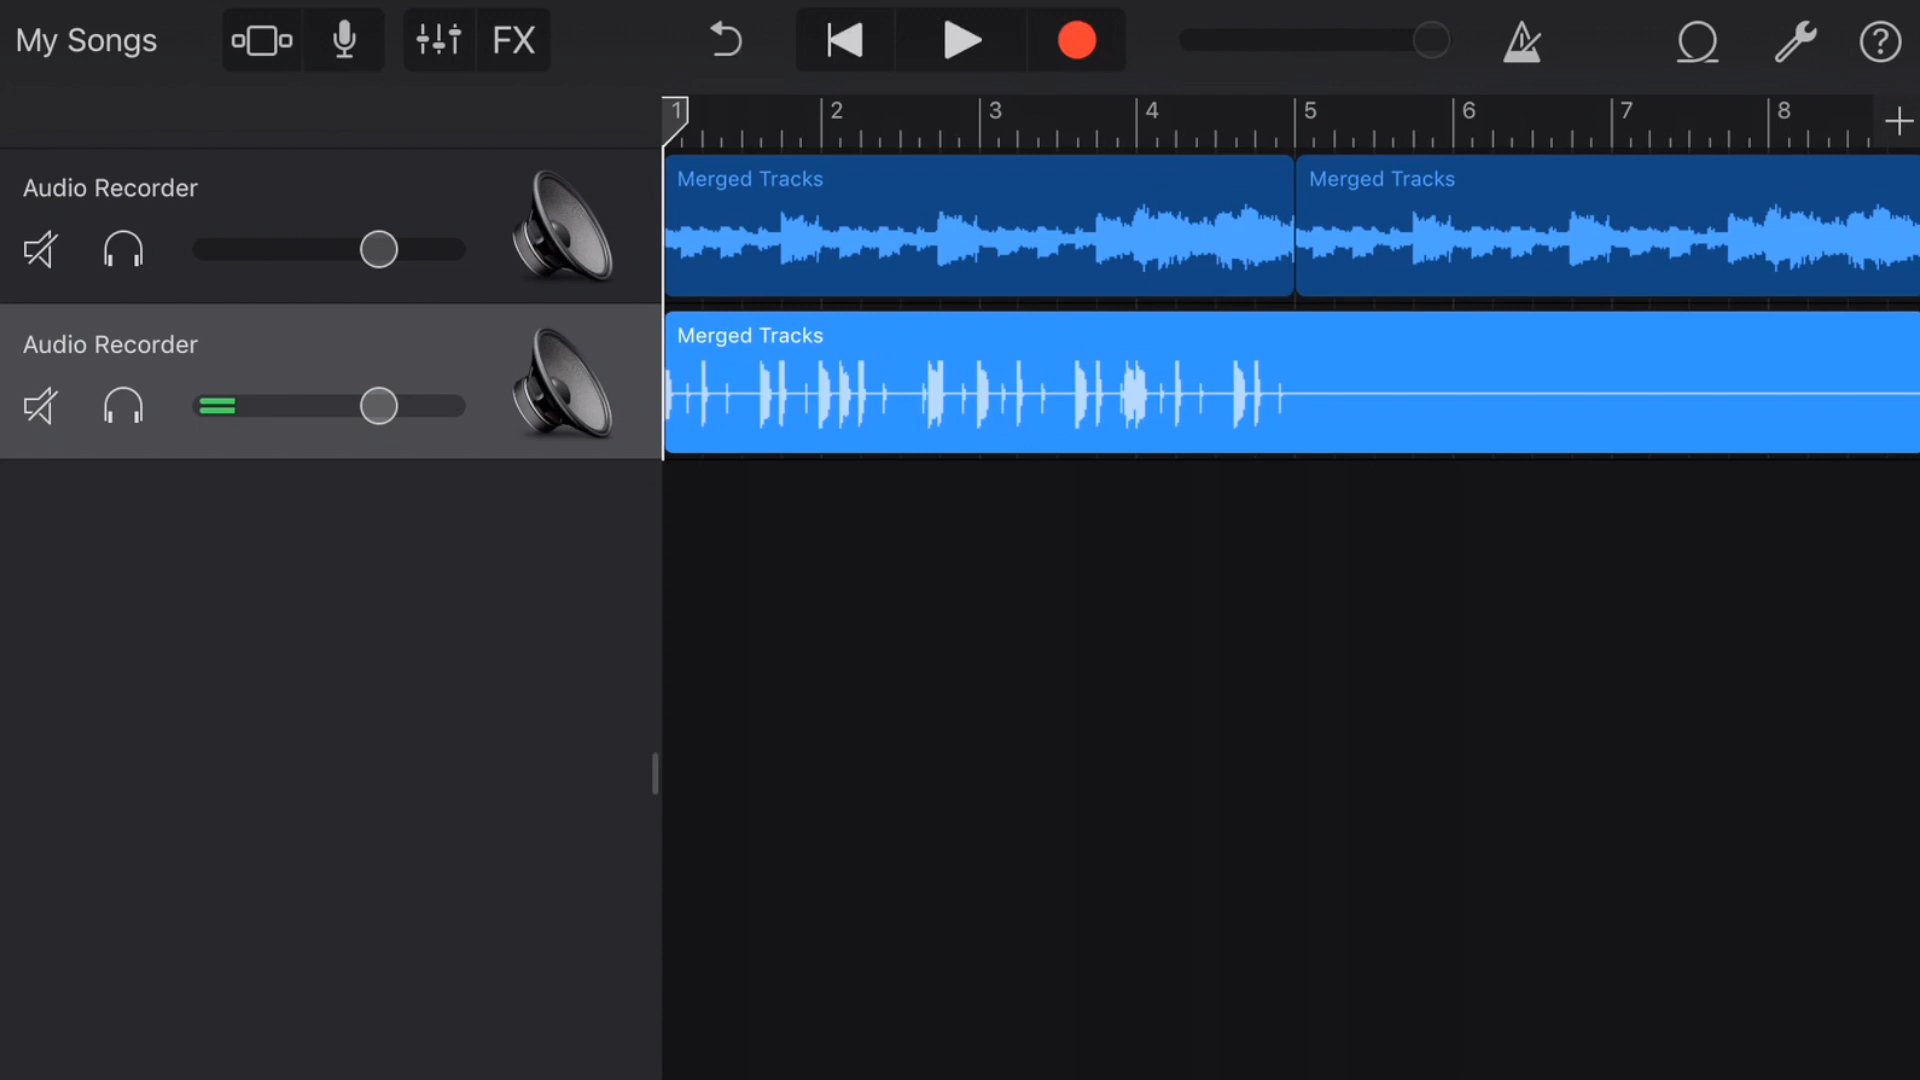 My Songs
FX
1 2 3 4 5 6 7 8
Audio Recorder
Merged Tracks
Merged Tracks
Audio Recorder
Merged Tracks